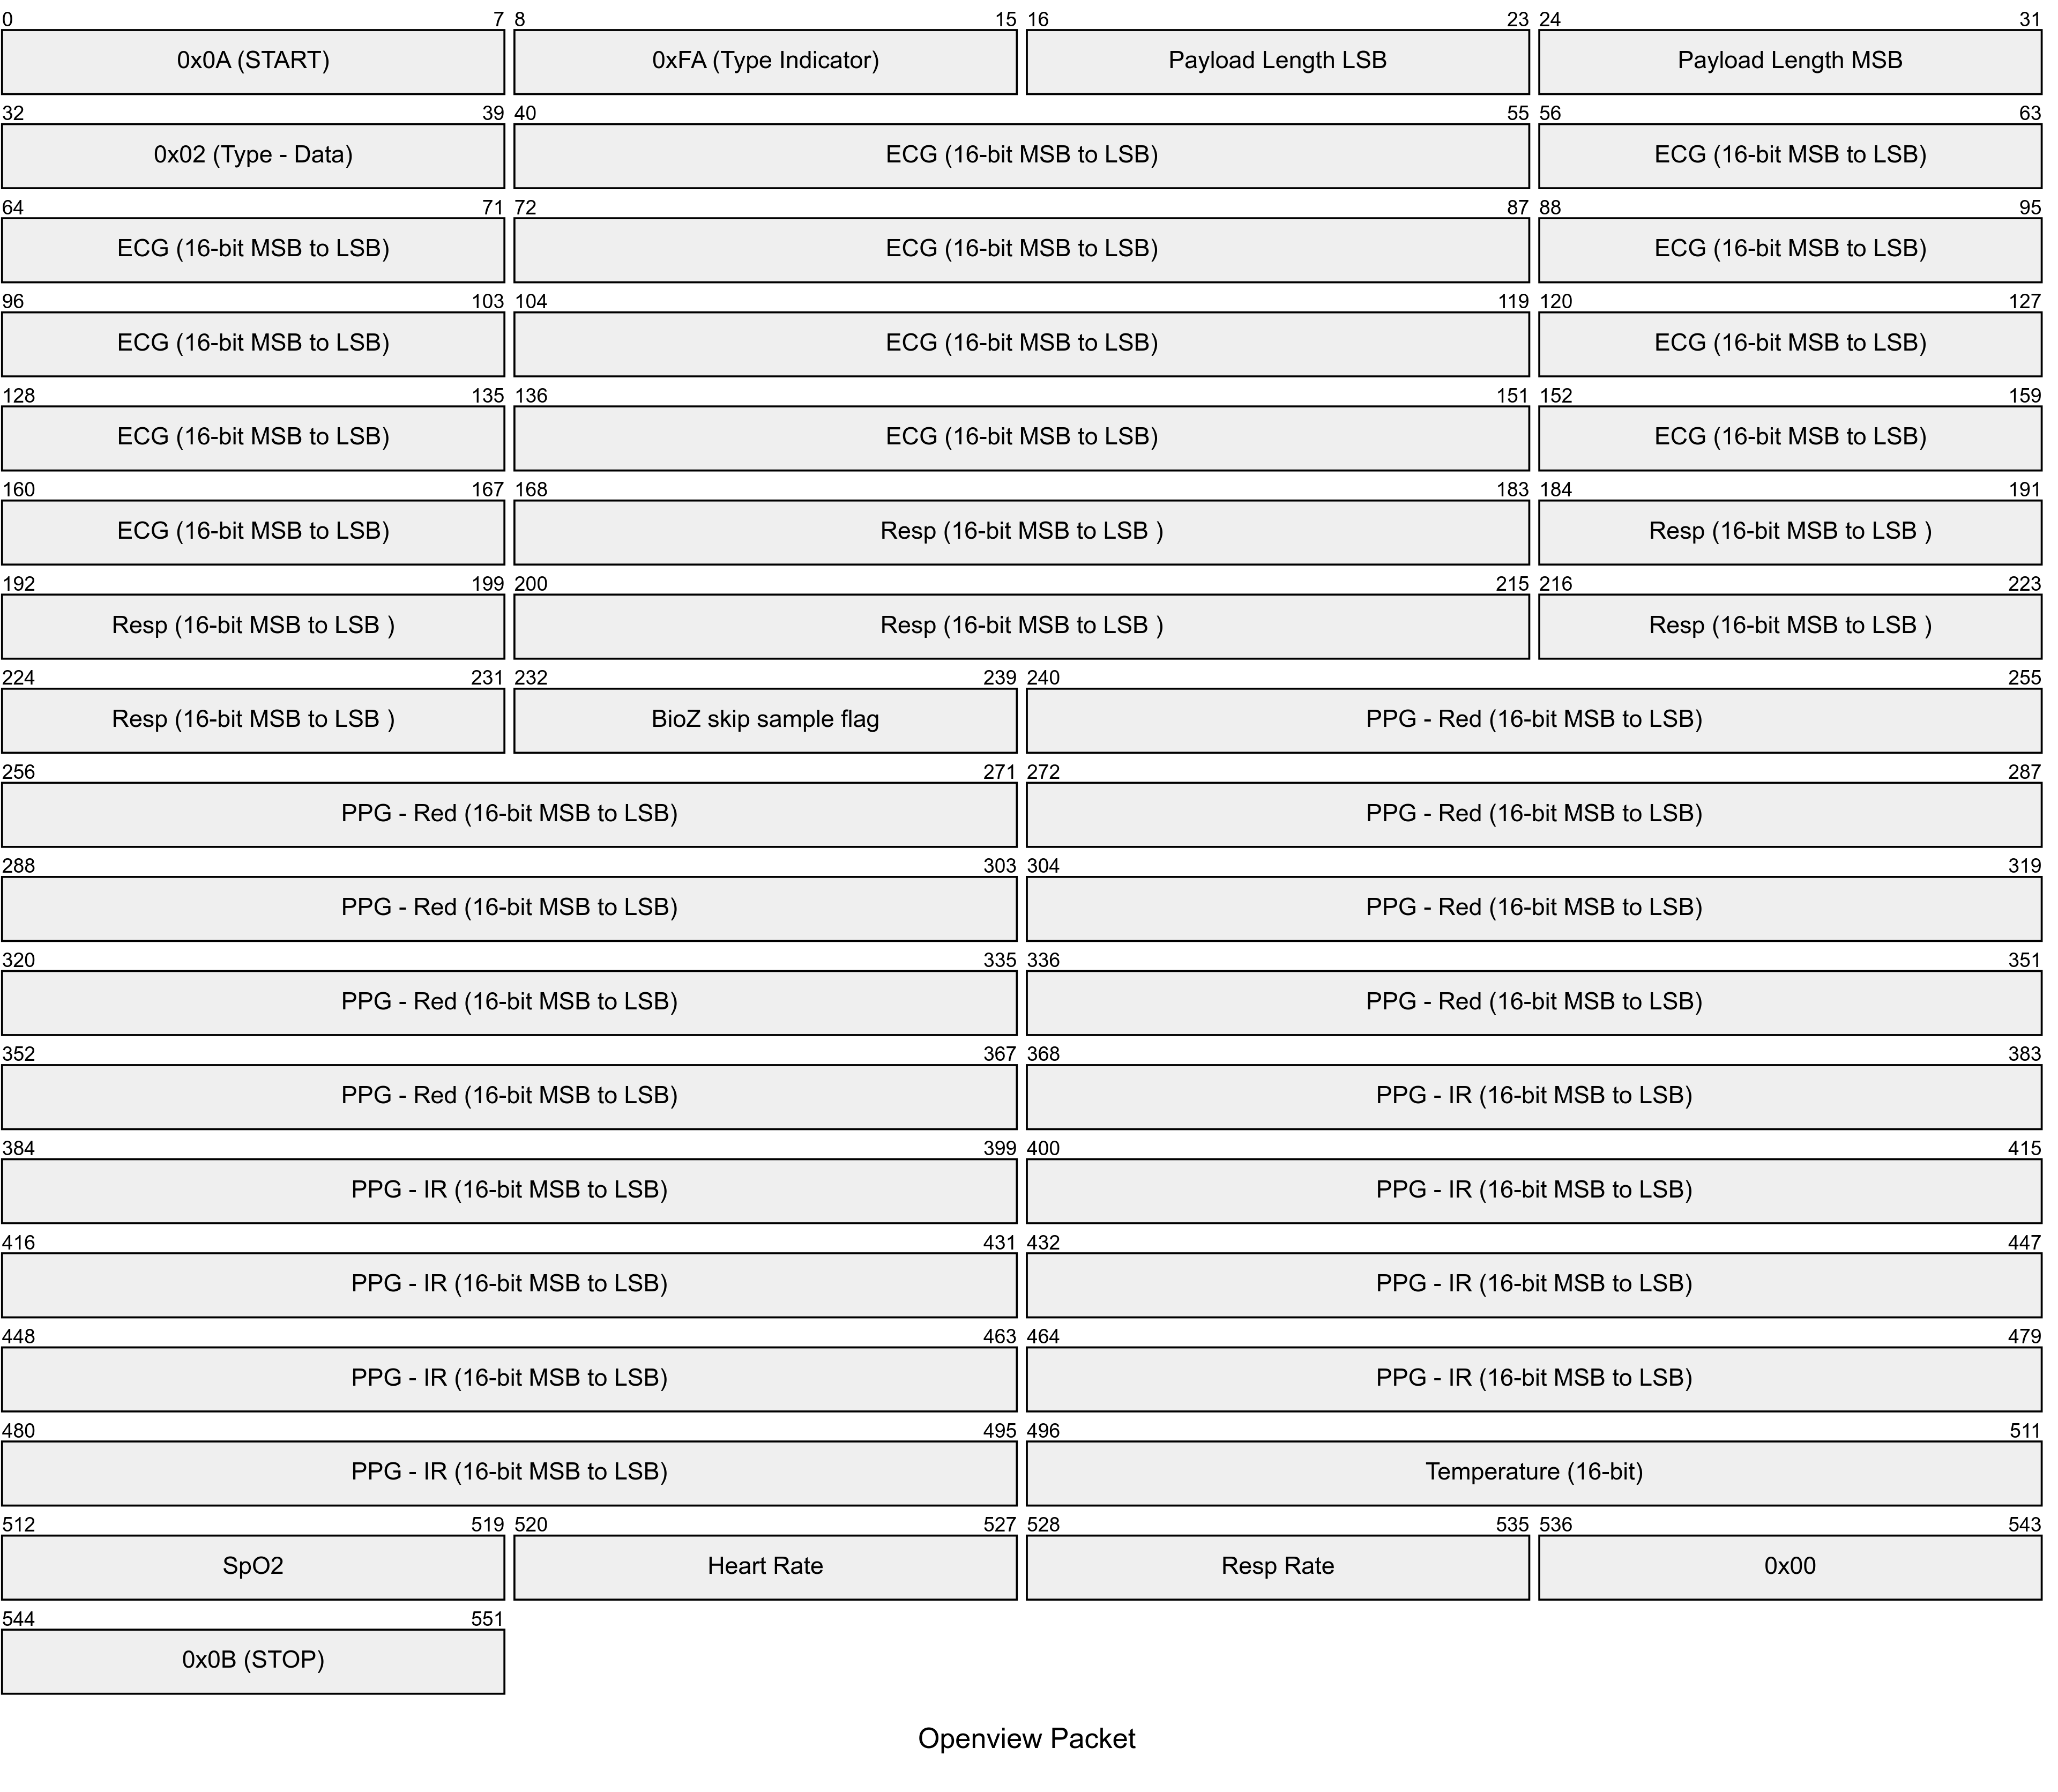 0 7 8 15 16 23 24 31
0x0A (START) 0xFA (Type Indicator) Payload Length LSB Payload Length MSB
32 39 40 55 56 63
0x02 (Type - Data) ECG (16-bit MSB to LSB) ECG (16-bit MSB to LSB)
64 71 72 87 88 95
ECG (16-bit MSB to LSB) ECG (16-bit MSB to LSB) ECG (16-bit MSB to LSB)
96 103 104 119 120 127
ECG (16-bit MSB to LSB) ECG (16-bit MSB to LSB) ECG (16-bit MSB to LSB)
128 135 136 151 152 159
ECG (16-bit MSB to LSB) ECG (16-bit MSB to LSB) ECG (16-bit MSB to LSB)
160 167 168 183 184 191
ECG (16-bit MSB to LSB) Resp (16-bit MSB to LSB ) Resp (16-bit MSB to LSB )
192 199 200 215 216 223
Resp (16-bit MSB to LSB ) Resp (16-bit MSB to LSB ) Resp (16-bit MSB to LSB )
224 231 232 239 240 255
Resp (16-bit MSB to LSB ) BioZ skip sample flag PPG - Red (16-bit MSB to LSB)
256 271 272 287
PPG - Red (16-bit MSB to LSB) PPG - Red (16-bit MSB to LSB)
288 303 304 319
PPG - Red (16-bit MSB to LSB) PPG - Red (16-bit MSB to LSB)
320 335 336 351
PPG - Red (16-bit MSB to LSB) PPG - Red (16-bit MSB to LSB)
352 367 368 383
PPG - Red (16-bit MSB to LSB) PPG - IR (16-bit MSB to LSB)
384 399 400 415
PPG - IR (16-bit MSB to LSB) PPG - IR (16-bit MSB to LSB)
416 431 432 447
PPG - IR (16-bit MSB to LSB) PPG - IR (16-bit MSB to LSB)
448 463 464 479
PPG - IR (16-bit MSB to LSB) PPG - IR (16-bit MSB to LSB)
480 495 496 511
PPG - IR (16-bit MSB to LSB) Temperature (16-bit)
512 519 520 527 528 535 536 543
SpO2 Heart Rate Resp Rate 0x00
544 551
0x0B (STOP)
Openview Packet